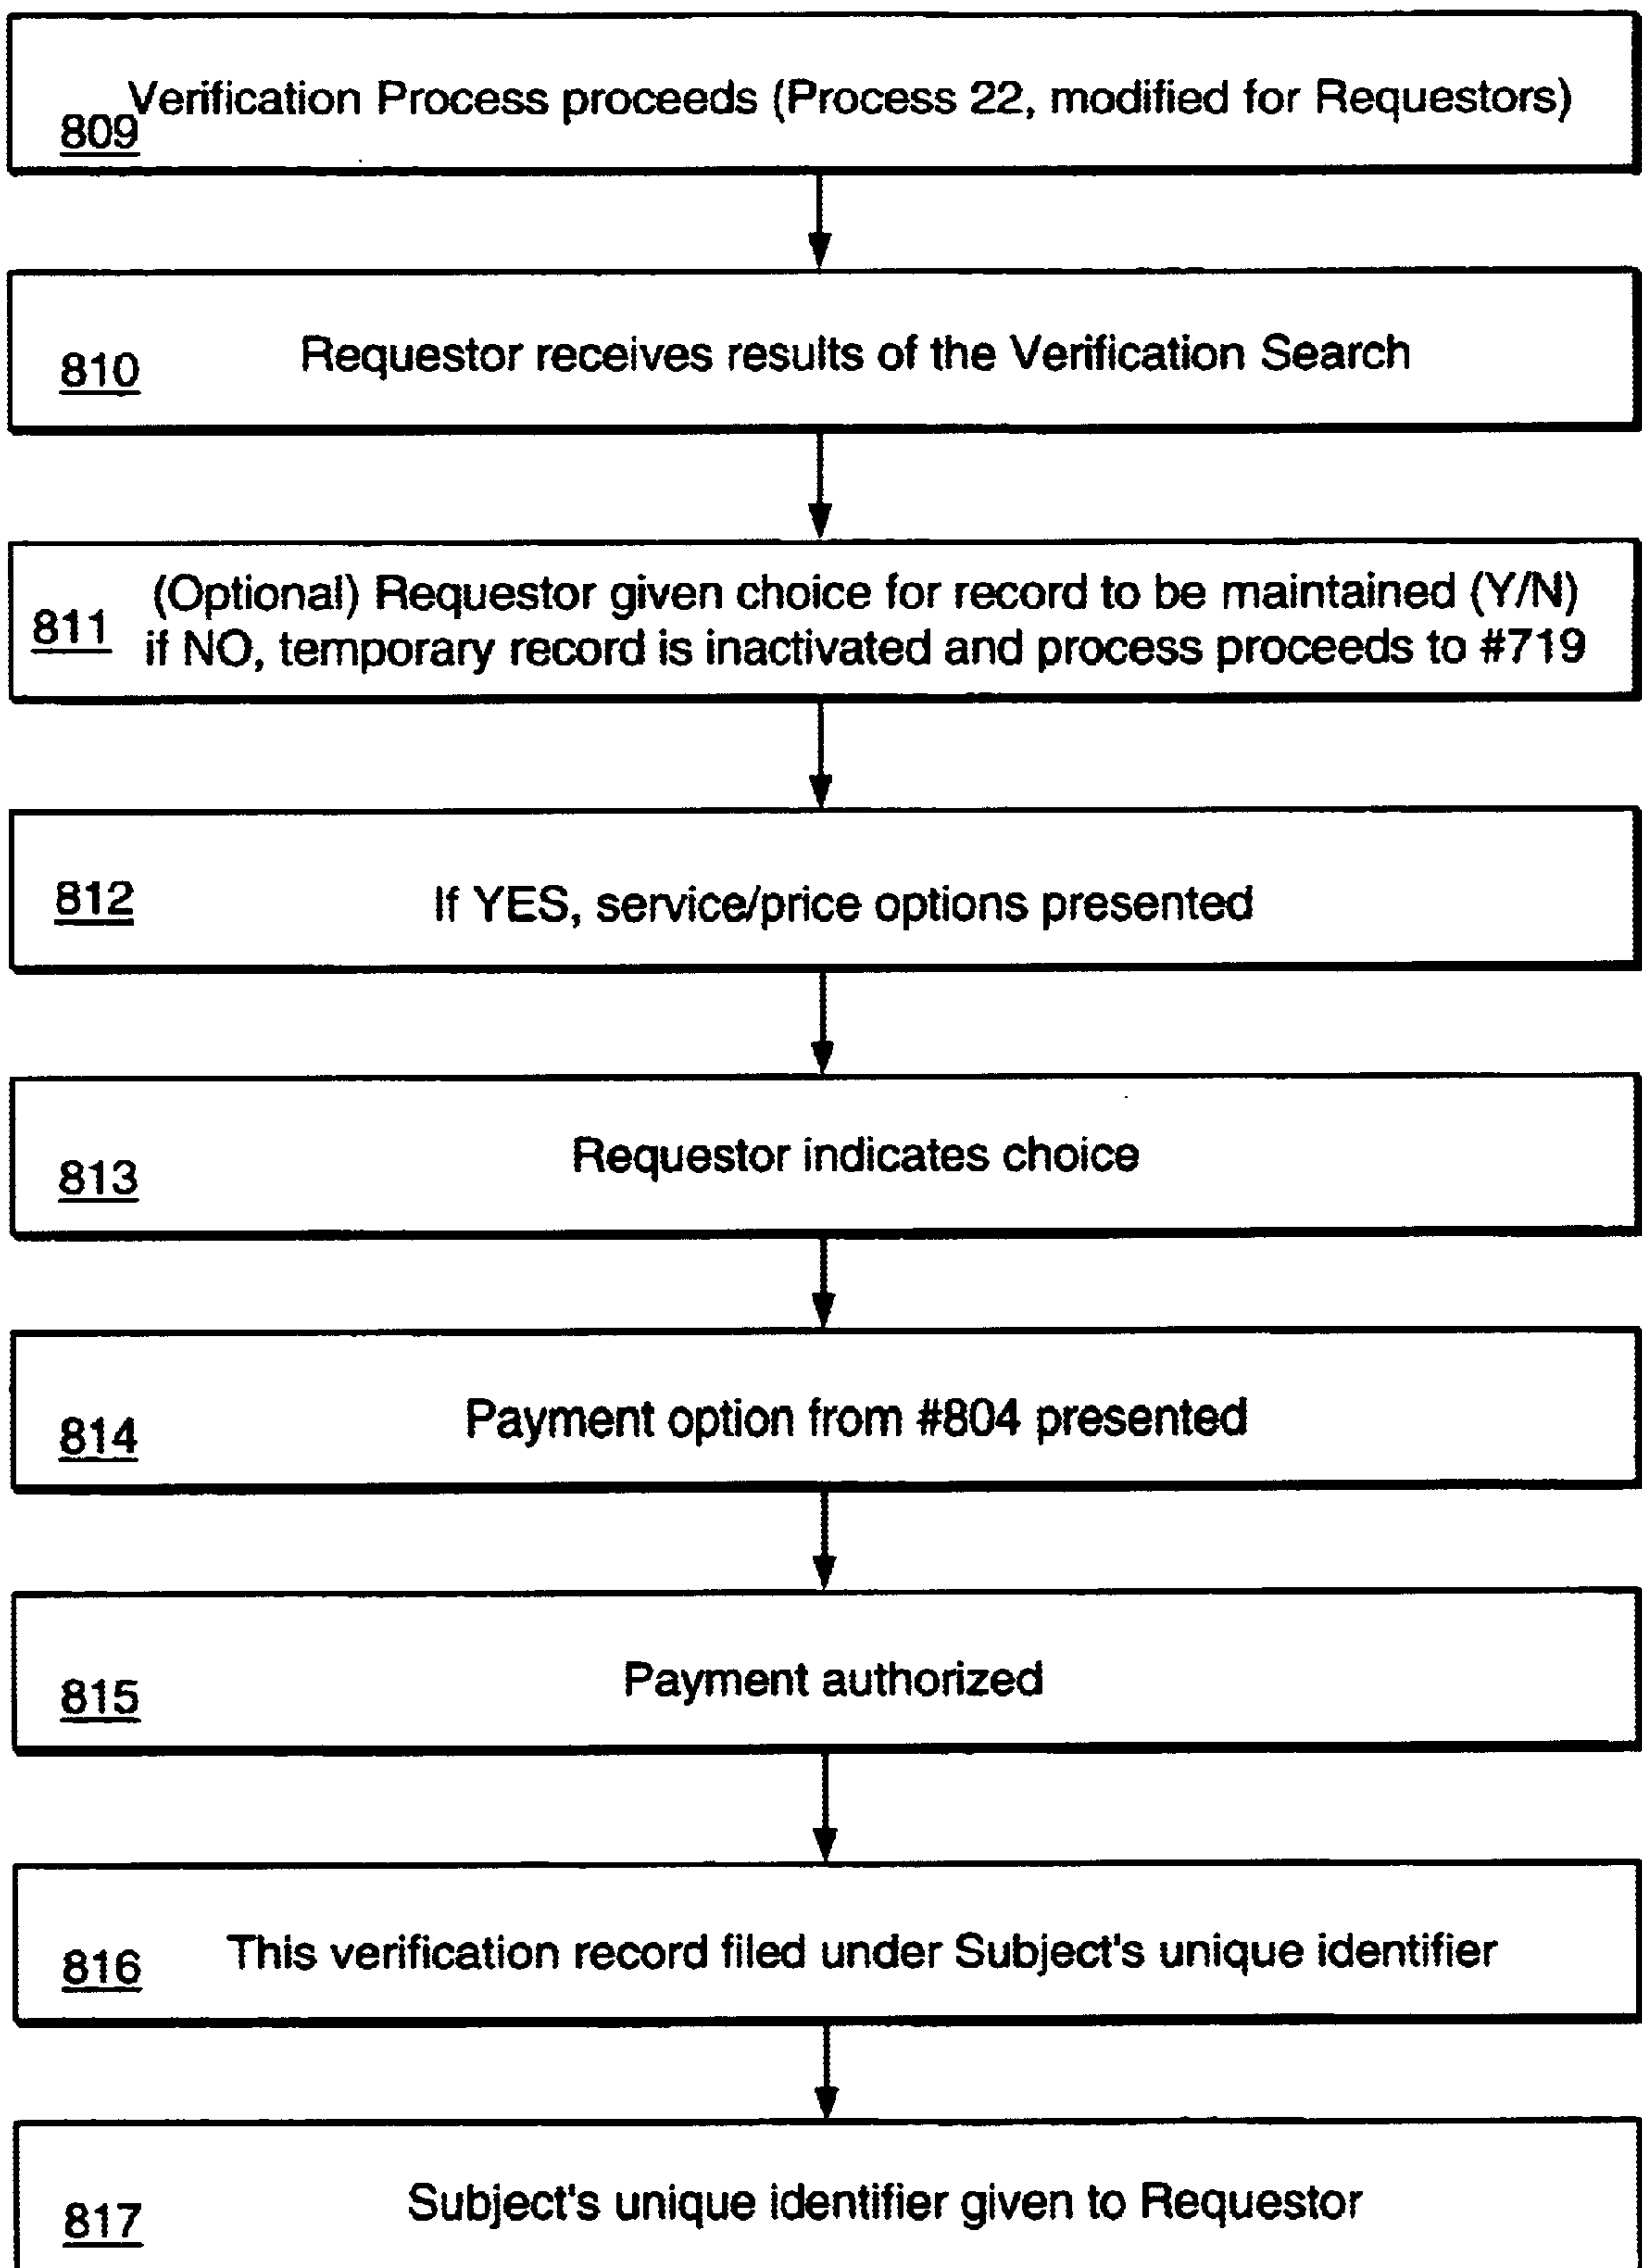 Verification Process proceeds (Process 22, modified for Requestors)
809
Requestor receives results of the Verification Search
810
(Optional) Requestor given choice for record to be maintained (Y/N)
811
if NO, temporary record is inactivated and process proceeds to #719
812
If YES, service/price options presented
Requestor indicates choice
813
Payment option from #804 presented
814
Payment authorized
815
This verification record filed under Subject's unique identifier
816
Subject's unique identifier given to Requestor
817